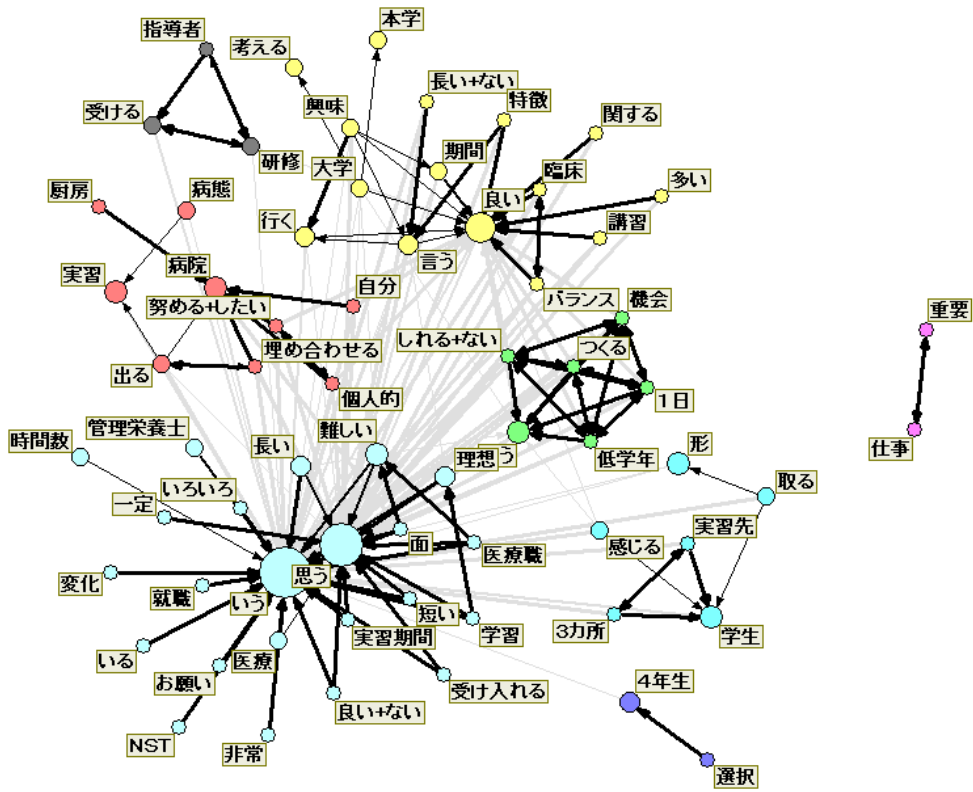 本学
指導者
考える
長い+ない
特徴
受ける
興味
関する
研修
期間
大学
臨床
厨房
病態
良い
多い
行く
講習
言う
実習
病院
自分
バランス
機会
努める+したい
重要
しれる+ない
つくる
埋め合わせる
出る
1日
個人的
時間数
管理栄養士
長い
難しい
理想
う
低学年
形
仕事
いろいろ
取る
一定
実習先
面
医療職
感じる
変化
思う
就職
いう
短い
実習期間
学習
3カ所
学生
いる
医療
お願い
受け入れる
4年生
良い+ない
NST
非常
選択